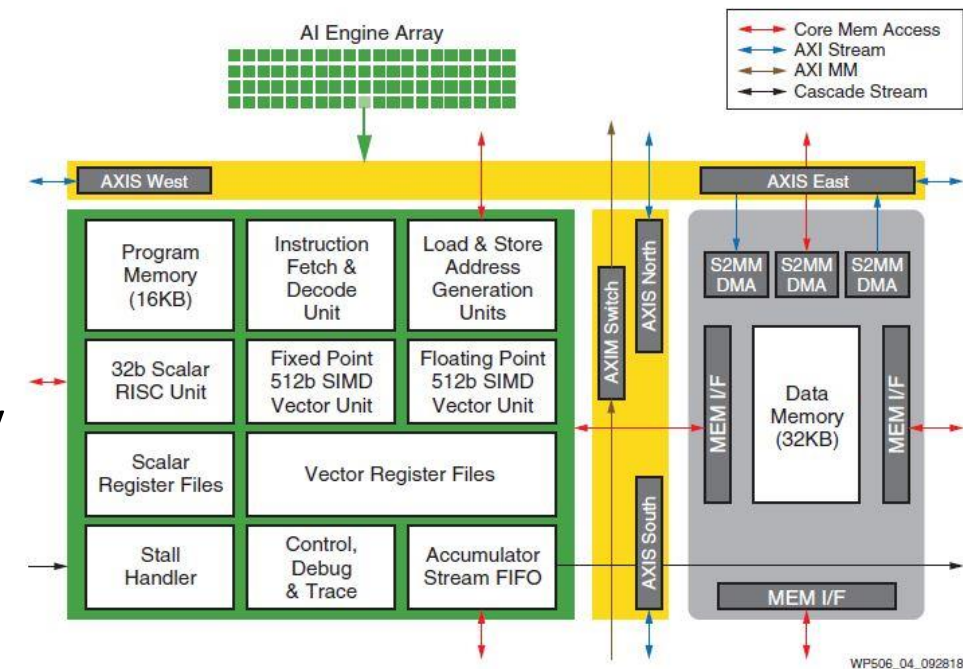 AI Engine Array
Core Mem Access
AXI Stream
AXI MM
Cascade Stream
AXIS West
AXIS East
Program
Memory
(16KB)
Instruction
Fetch &
Decode
Unit
Load & Store
Address
Generation
Units
AXIM Switch
AXIS North
S2MM
DMA
S2MM
DMA
S2MM
DMA
32b Scalar
RISC Unit
Fixed Point
512b SIMD
Vector Unit
Floating Point
512b SIMD
Vector Unit
MEM I/F
Data
Memory
(32KB)
MEM I/F
Scalar
Register Files
Vector Register Files
Stall
Handler
Control,
Debug
& Trace
Accumulator
Stream FIFO
AXIS South
MEM I/F
WP506_04_092818